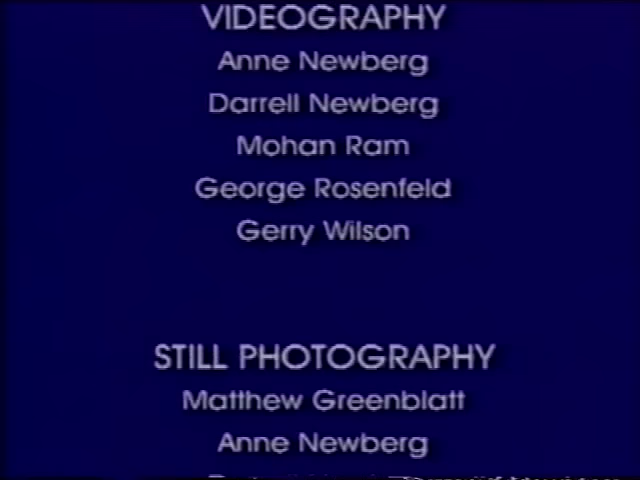 VIDEOGRAPHY
Anne Newberg
Darrell Newberg
Mohan Ram
George Rosenfeld
Gerry Wilson
STILL PHOTOGRAPHY
Matthew Greenblatt
Anne Newberg